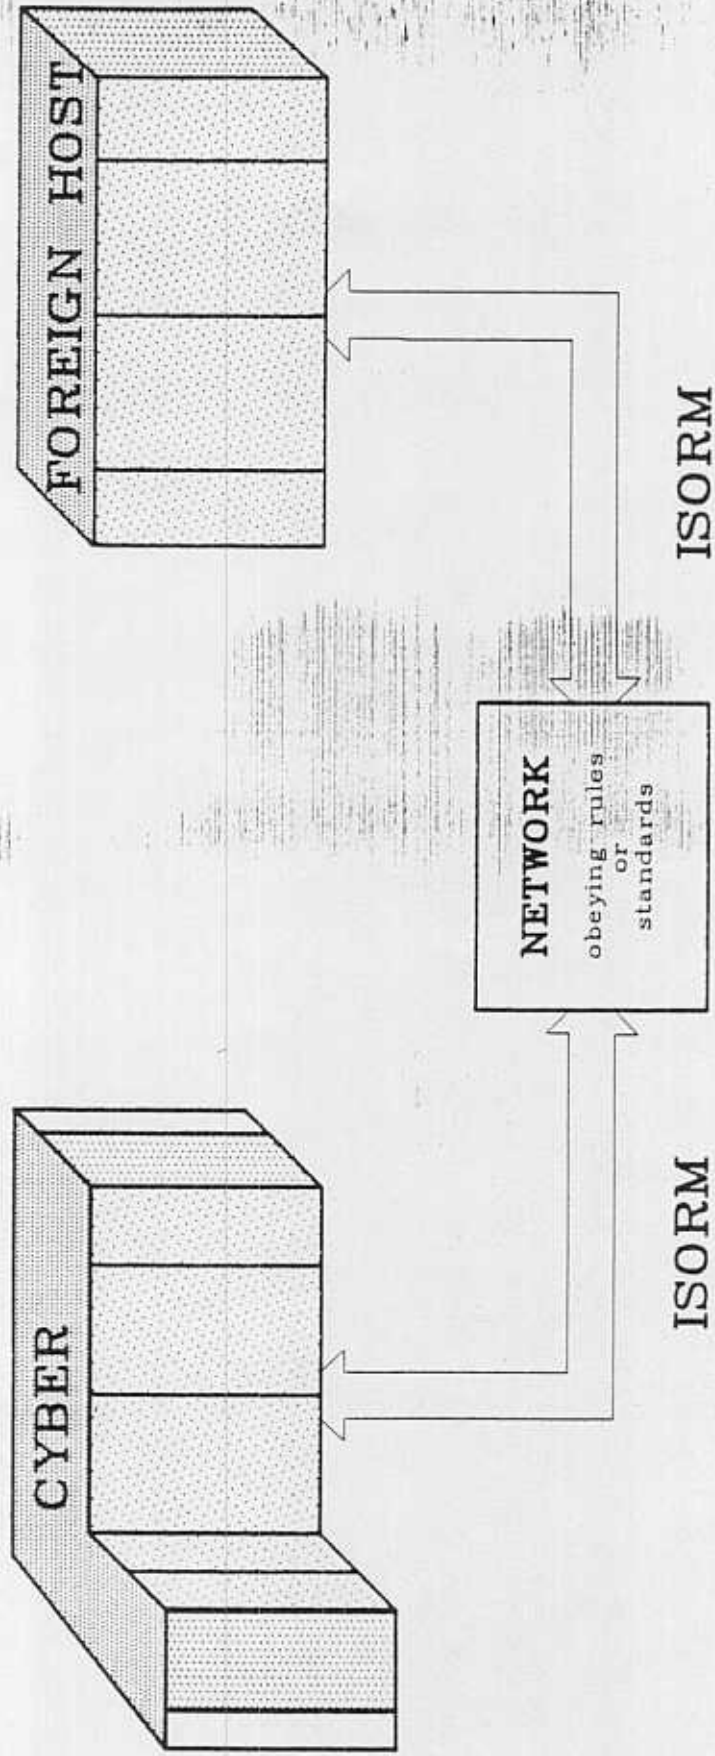 CYBER
FOREIGN HOST
NETWORK
obeying rules
or
standards
ISORM
ISORM